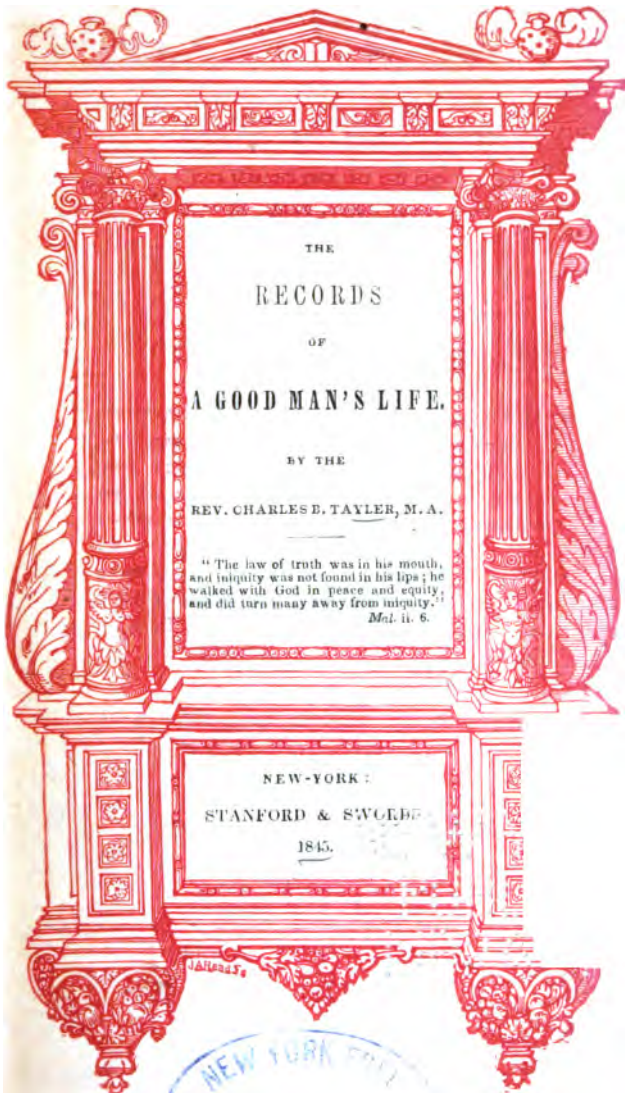 THE
RECORDS
OF
A GOOD MAN'S LIFE.
BY THE
REV. CHARLES B. TAYLER, M. A.
"The law of truth was in his mouth,
and iniquity was not found in his lips; he
walked with God in peace and equity,
and did turn many away from iniquity."
Mal. ii. 6.
NEW-YORK:
STANFORD & SWORDS
1845.
NEW YORK